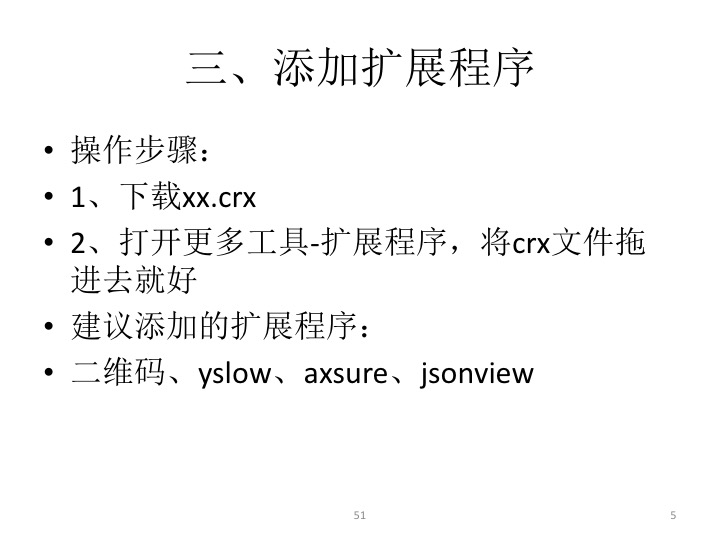 三、添加扩展程序
• 操作步骤：
• 1、下载xx.crx
• 2、打开更多工具-扩展程序，将crx文件拖
进去就好
• 建议添加的扩展程序：
• 二维码、yslow、axsure、jsonview
51
5